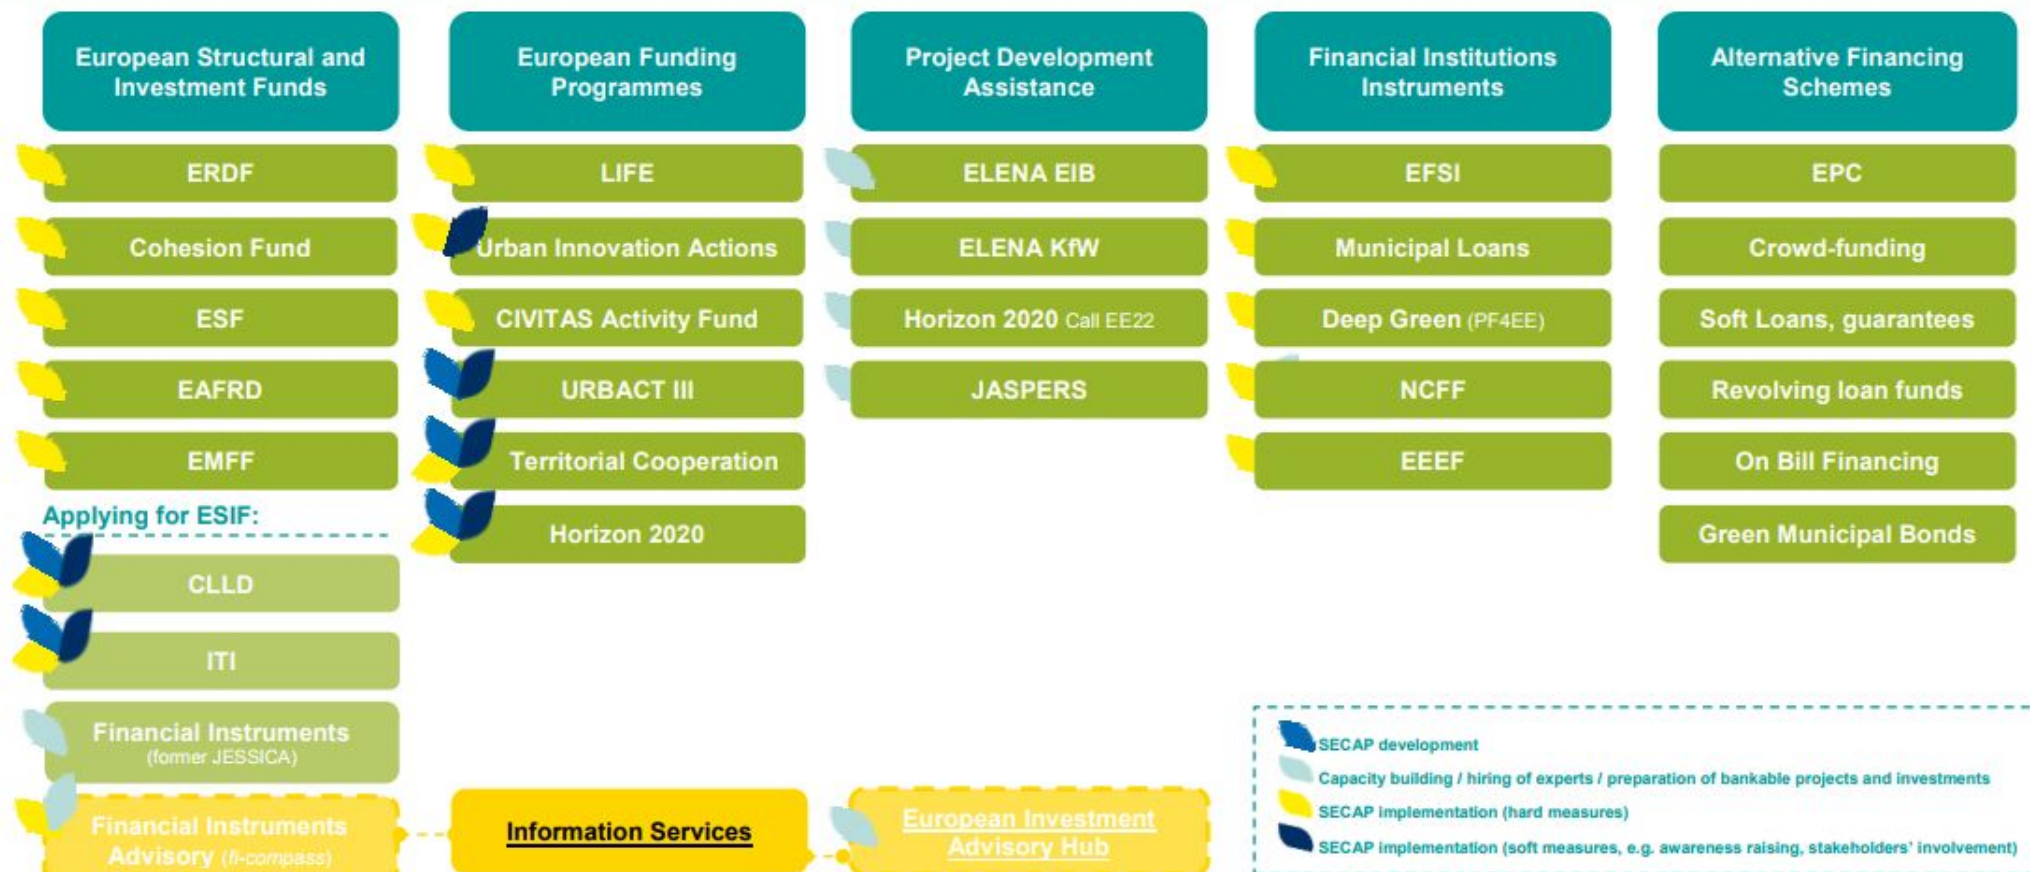 European Structural and
Investment Funds
ERDF
Cohesion Fund
ESF
EAFRD
EMFF
Applying for ESIF:
CLLD
ITI
Financial Instruments
(former JESSICA)
Financial Instruments
Advisory (fi-compass)
European Funding
Programmes
LIFE
Urban Innovation Actions
CIVITAS Activity Fund
URBACT III
Territorial Cooperation
Horizon 2020
Information Services
Project Development
Assistance
ELENA EIB
ELENA KfW
Horizon 2020 Call EE22
JASPERS
European Investment
Advisory Hub
Financial Institutions
Instruments
EFSI
Municipal Loans
Deep Green (PF4EE)
NCFF
EEEF
Alternative Financing
Schemes
EPC
Crowd-funding
Soft Loans, guarantees
Revolving loan funds
On Bill Financing
Green Municipal Bonds
SECAP development
Capacity building / hiring of experts / preparation of bankable projects and investments
SECAP implementation (hard measures)
SECAP implementation (soft measures, e.g. awareness raising, stakeholders' involvement)